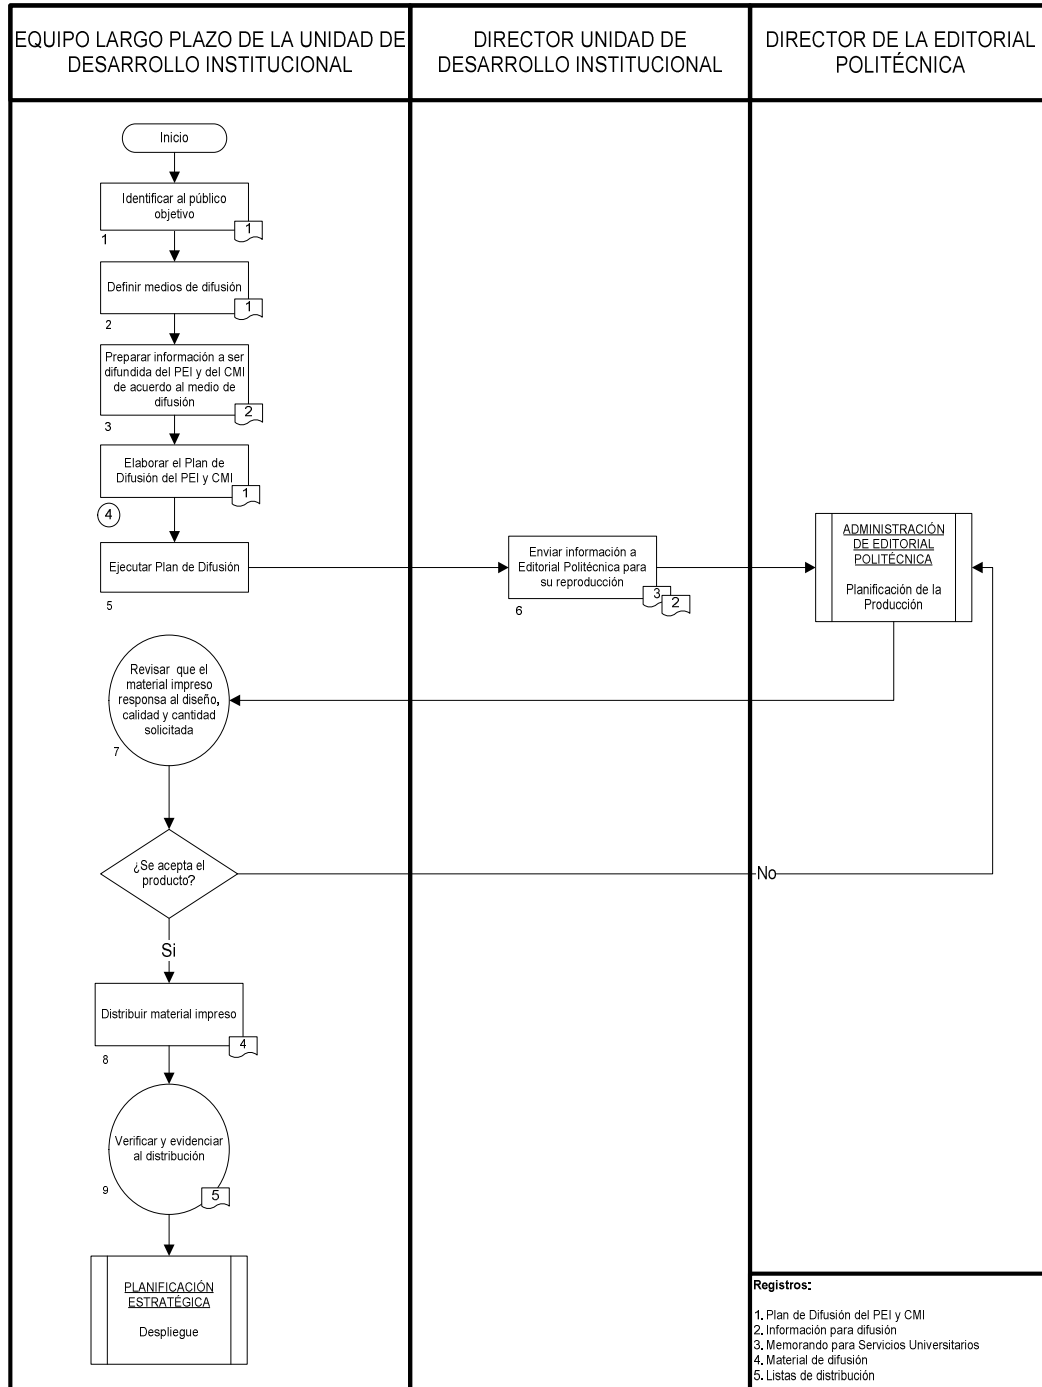 EQUIPO LARGO PLAZO DE LA UNIDAD DE
DESARROLLO INSTITUCIONAL
DIRECTOR UNIDAD DE
DESARROLLO INSTITUCIONAL
DIRECTOR DE LA EDITORIAL
POLITÉCNICA
Inicio
Identificar al público
objetivo
1
1
Definir medios de difusión
1
2
Preparar información a ser
difundida del PEI y del CMI
de acuerdo al medio de
difusión
2
3
Elaborar el Plan de
Difusión del PEI y CMI
1
4
Ejecutar Plan de Difusión
5
Enviar información a
Editorial Politécnica para
su reproducción
3
2
6
ADMINISTRACIÓN
DE EDITORIAL
POLITÉCNICA
Planificación de la
Producción
Revisar que el
material impreso
responsa al diseño,
calidad y cantidad
solicitada
7
¿Se acepta el
producto?
No
Si
Distribuir material impreso
4
8
Verificar y evidenciar
al distribución
5
9
PLANIFICACIÓN
ESTRATÉGICA
Despliegue
Registros:
1. Plan de Difusión del PEI y CMI
2. Información para difusión
3. Memorando para Servicios Universitarios
4. Material de difusión
5. Listas de distribución